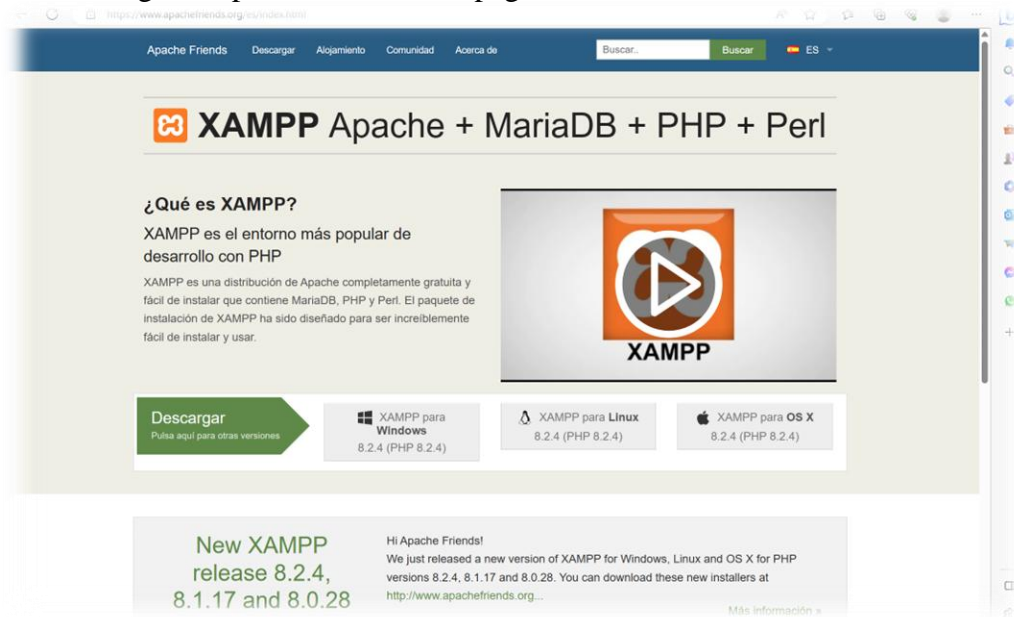 https://www.apachefriends.org/es/index.html
Apache Friends Descargar Alojamiento Comunidad Acerca de Buscar.. Buscar ES
XAMPP Apache + MariaDB + PHP + Perl
¿Qué es XAMPP?
XAMPP es el entorno más popular de
desarrollo con PHP
XAMPP es una distribución de Apache completamente gratuita y
fácil de instalar que contiene MariaDB, PHP y Perl. El paquete de
instalación de XAMPP ha sido diseñado para ser increíblemente
fácil de instalar y usar.
XAMPP
Descargar
Pulsa aquí para otras versiones
XAMPP para
Windows
8.2.4 (PHP 8.2.4)
XAMPP para Linux
8.2.4 (PHP 8.2.4)
XAMPP para OS X
8.2.4 (PHP 8.2.4)
New XAMPP
release 8.2.4,
8.1.17 and 8.0.28
Hi Apache Friends!
We just released a new version of XAMPP for Windows, Linux and OS X for PHP
versions 8.2.4, 8.1.17 and 8.0.28. You can download these new installers at
http://www.apachefriends.org...
Más información »